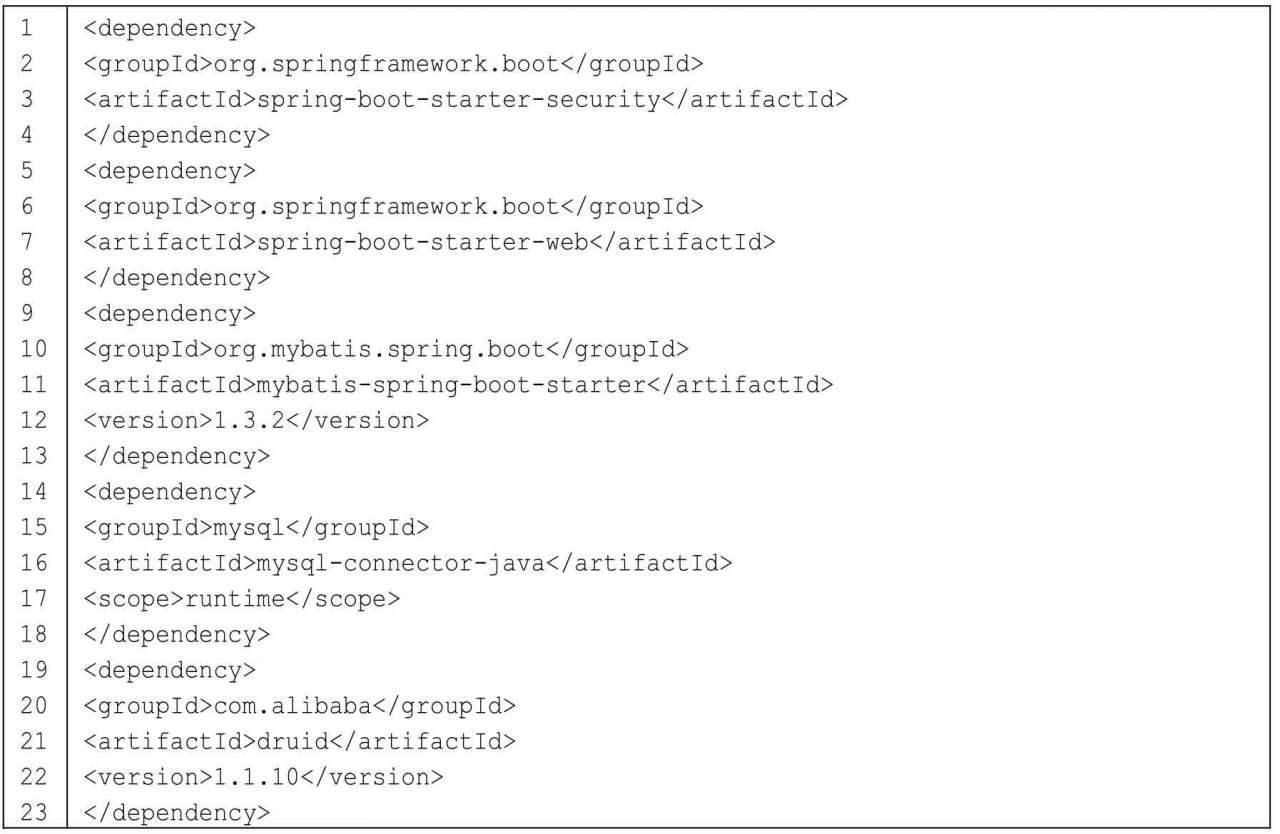 1 <dependency>
2 <groupId>org.springframework.boot</groupId>
3 <artifactId>spring-boot-starter-security</artifactId>
4 </dependency>
5 <dependency>
6 <groupId>org.springframework.boot</groupId>
7 <artifactId>spring-boot-starter-web</artifactId>
8 </dependency>
9 <dependency>
10 <groupId>org.mybatis.spring.boot</groupId>
11 <artifactId>mybatis-spring-boot-starter</artifactId>
12 <version>1.3.2</version>
13 </dependency>
14 <dependency>
15 <groupId>mysql</groupId>
16 <artifactId>mysql-connector-java</artifactId>
17 <scope>runtime</scope>
18 </dependency>
19 <dependency>
20 <groupId>com.alibaba</groupId>
21 <artifactId>druid</artifactId>
22 <version>1.1.10</version>
23 </dependency>